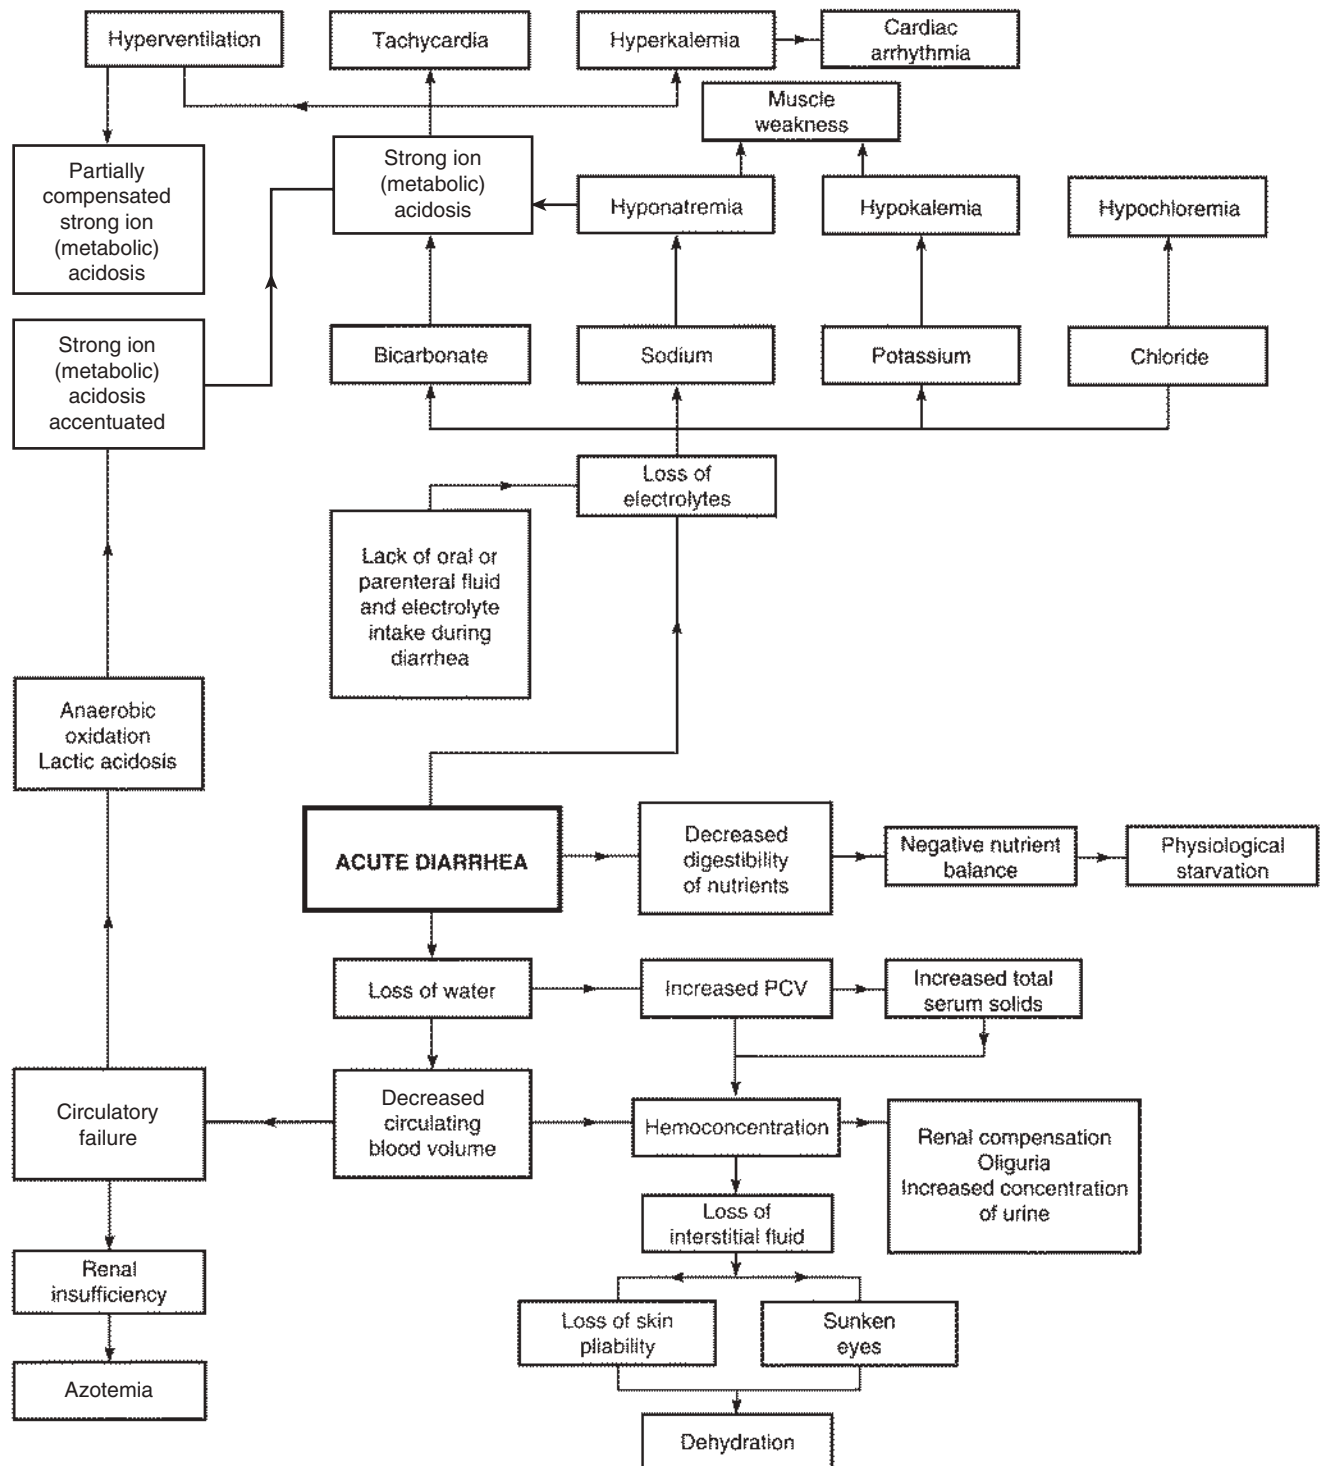 Hyperventilation
Tachycardia
Hyperkalemia
Cardiac
arrhythmia
Muscle
weakness
Partially
compensated
strong ion
(metabolic)
acidosis
Strong ion
(metabolic)
acidosis
Hyponatremia
Hypokalemia
Hypochloremia
Strong ion
(metabolic)
acidosis
accentuated
Bicarbonate
Sodium
Potassium
Chloride
Loss of
electrolytes
Lack of oral or
parenteral fluid
and electrolyte
intake during
diarrhea
Anaerobic
oxidation
Lactic acidosis
ACUTE DIARRHEA
Decreased
digestibility
of nutrients
Negative nutrient
balance
Physiological
starvation
Loss of water
Increased PCV
Increased total
serum solids
Circulatory
failure
Decreased
circulating
blood volume
Hemoconcentration
Renal compensation
Oliguria
Increased concentration
of urine
Loss of
interstitial fluid
Renal
insufficiency
Loss of skin
pliability
Sunken
eyes
Azotemia
Dehydration